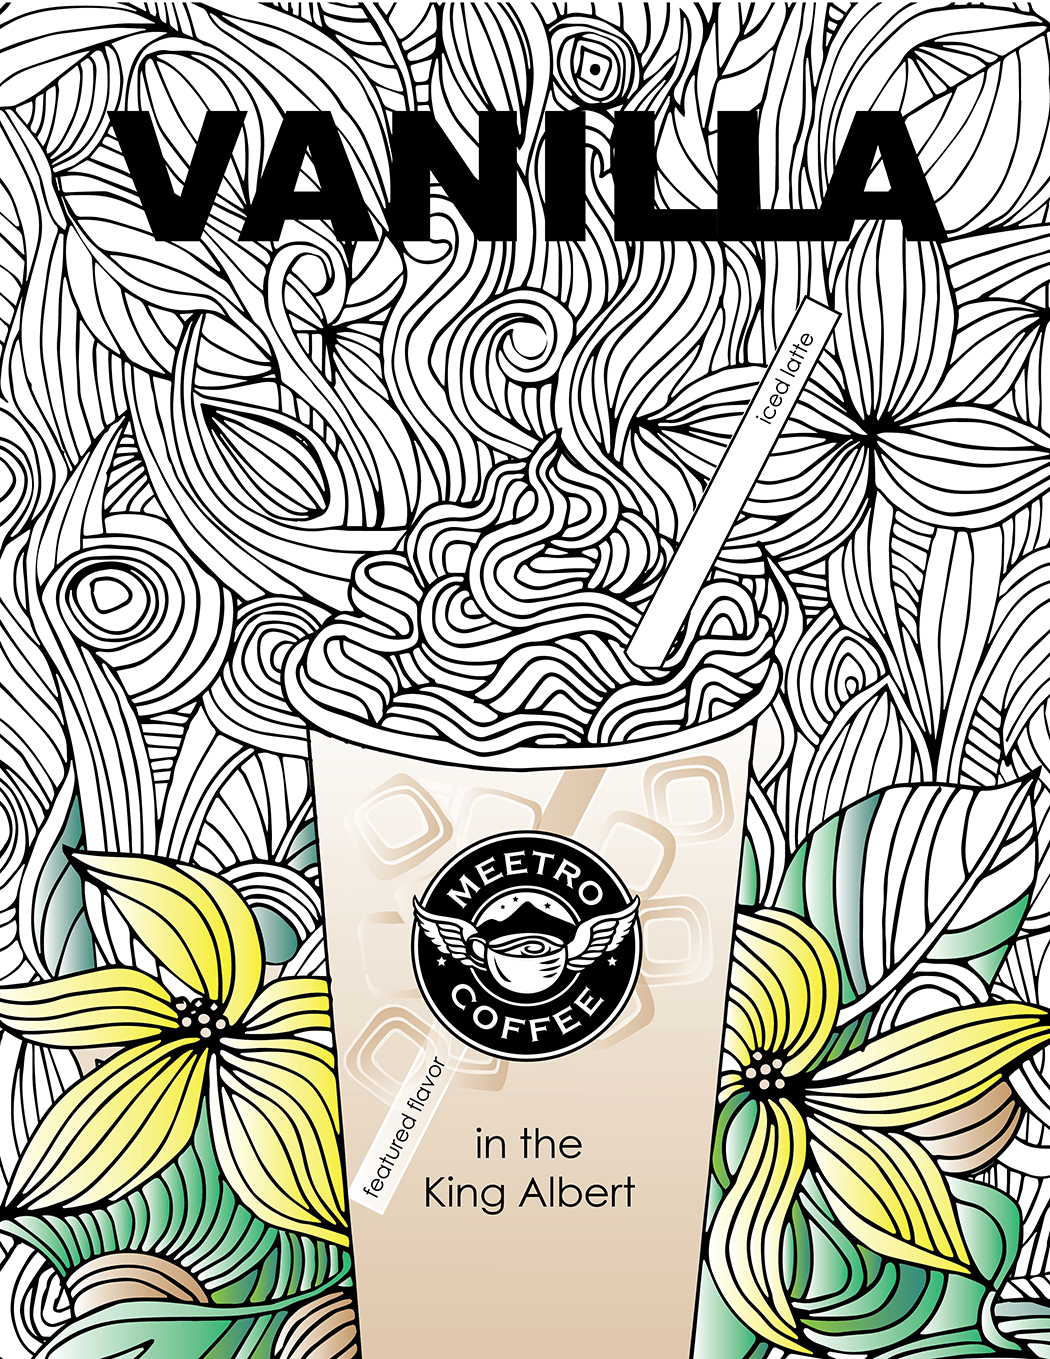 VANILLA
iced latte
MEETRO
COFFEE
featured flavor
in the
King Albert